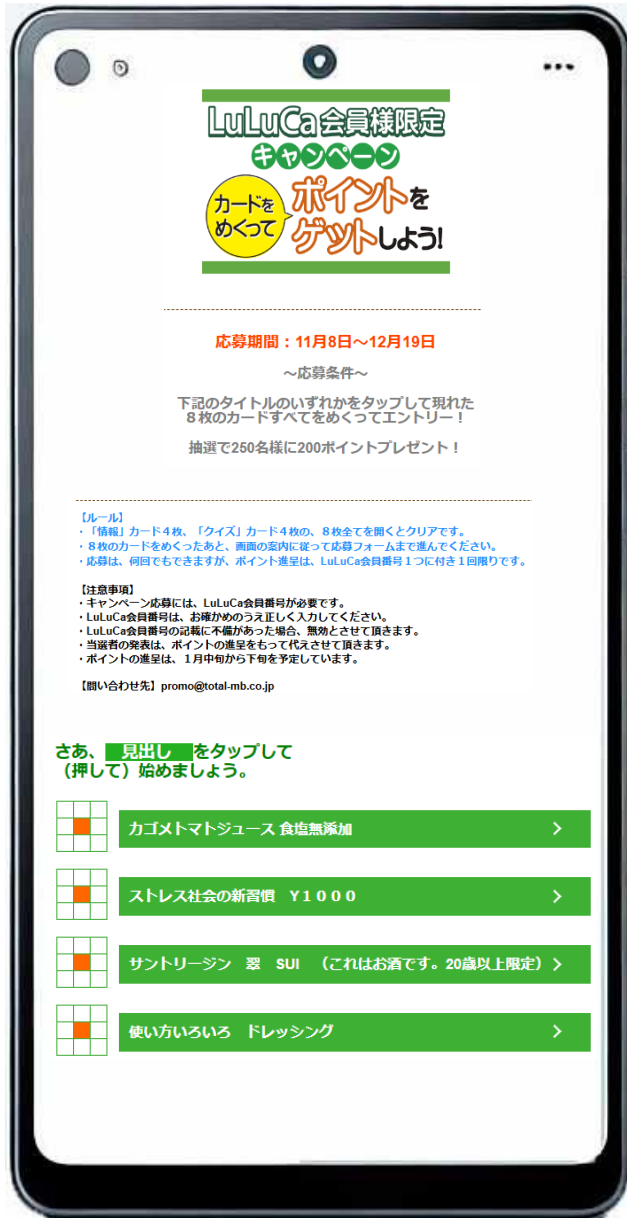 LuLuCa会員様限定
キャンペーン
カードを
めくって
ポイントを
ゲットしよう!
応募期間：11月8日～12月19日
～応募条件～
下記のタイトルのいずれかをタップして現れた
８枚のカードすべてをめくってエントリー！
抽選で250名様に200ポイントプレゼント！
【ルール】
・「情報」カード４枚、「クイズ」カード４枚の、８枚全てを開くとクリアです。
・８枚のカードをめくったあと、画面の案内に従って応募フォームまで進んでください。
・応募は、何回でもできますが、ポイント進呈は、LuLuCa会員番号１つに付き１回限りです。
【注意事項】
・キャンペーン応募には、LuLuCa会員番号が必要です。
・LuLuCa会員番号は、お確かめのうえ正しく入力してください。
・LuLuCa会員番号の記載に不備があった場合、無効とさせて頂きます。
・当選者の発表は、ポイントの進呈をもって代えさせて頂きます。
・ポイントの進呈は、１月中旬から下旬を予定しています。
【問い合わせ先】promo@total-mb.co.jp
さあ、 見出し をタップして
（押して）始めましょう。
カゴメトマトジュース 食塩無添加
ストレス社会の新習慣　Y１０００
サントリージン　翠　SUI　（これはお酒です。20歳以上限定）
使い方いろいろ　ドレッシング